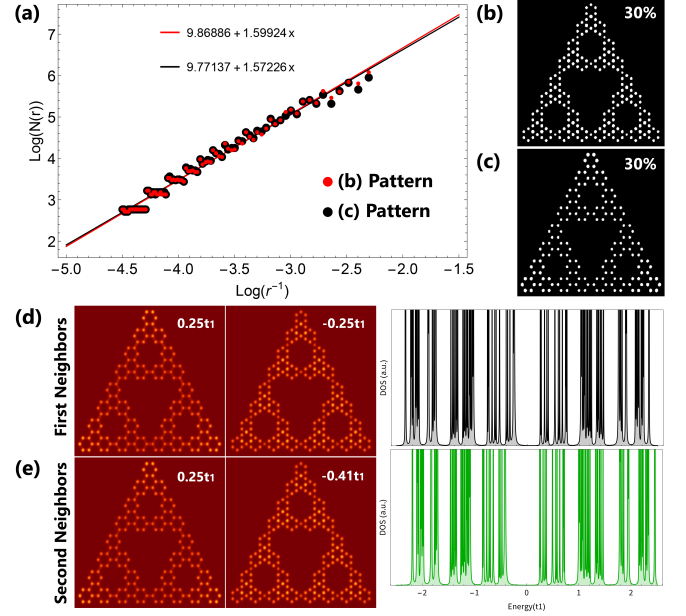 (a)
9.86886 + 1.59924 x
9.77137 + 1.57226 x
Log(N(r))
7
6
5
4
3
2
(b) Pattern
(c) Pattern
−5.0 −4.5 −4.0 −3.5 −3.0 −2.5 −2.0 −1.5
Log(r⁻¹)
(b)
30%
(c)
30%
(d)
First Neighbors
0.25t₁
-0.25t₁
DOS (a.u.)
(e)
Second Neighbors
0.25t₁
-0.41t₁
DOS (a.u.)
−2 −1 0 1 2
Energy(t1)